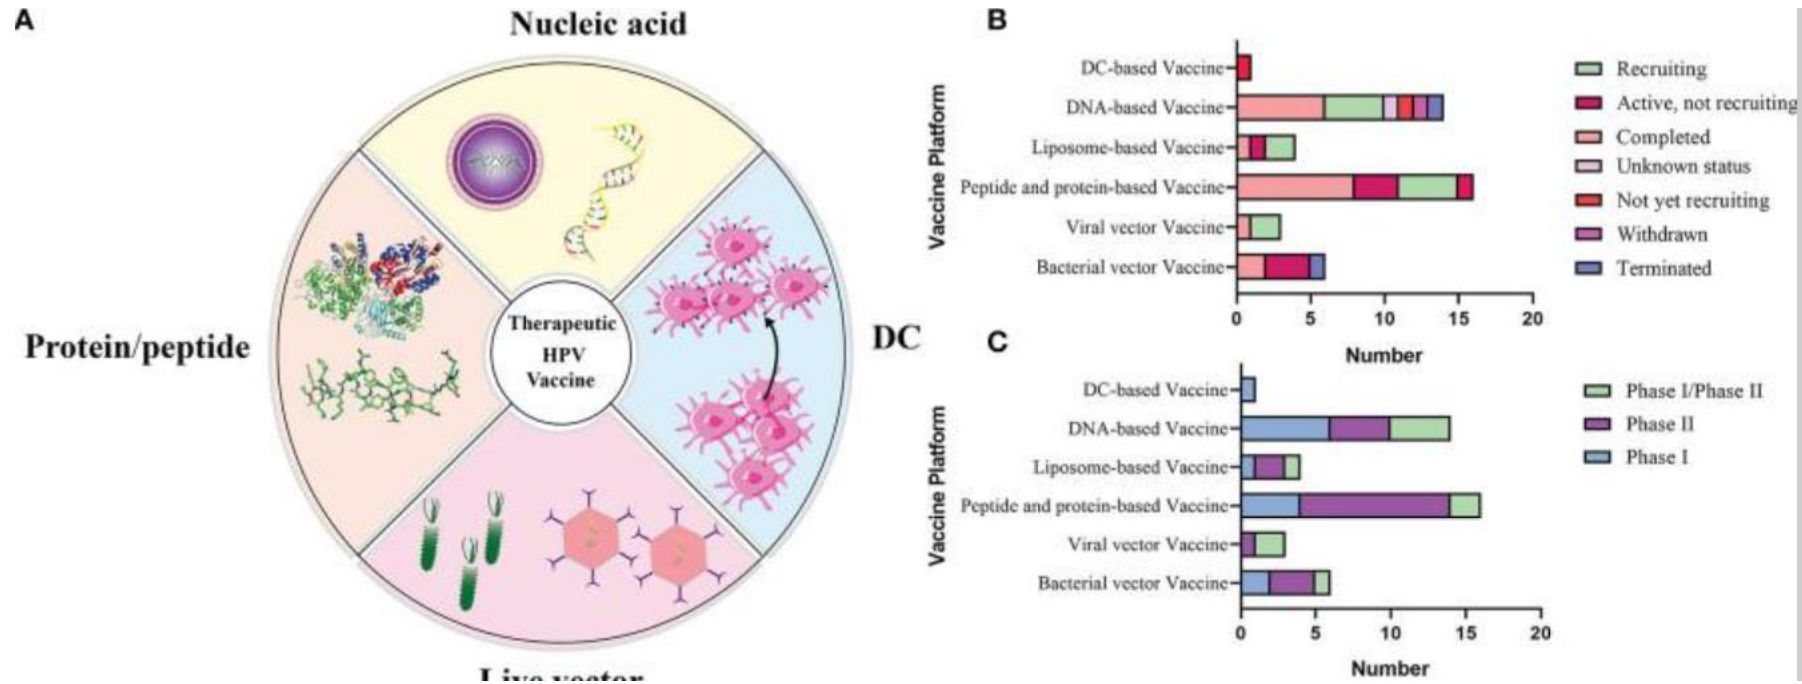 A
Nucleic acid
Protein/peptide
Therapeutic
HPV
Vaccine
DC
Live vector
B
Vaccine Platform
DC-based Vaccine
DNA-based Vaccine
Liposome-based Vaccine
Peptide and protein-based Vaccine
Viral vector Vaccine
Bacterial vector Vaccine
0 5 10 15 20
Number
Recruiting
Active, not recruiting
Completed
Unknown status
Not yet recruiting
Withdrawn
Terminated
C
Vaccine Platform
DC-based Vaccine
DNA-based Vaccine
Liposome-based Vaccine
Peptide and protein-based Vaccine
Viral vector Vaccine
Bacterial vector Vaccine
0 5 10 15 20
Number
Phase I/Phase II
Phase II
Phase I